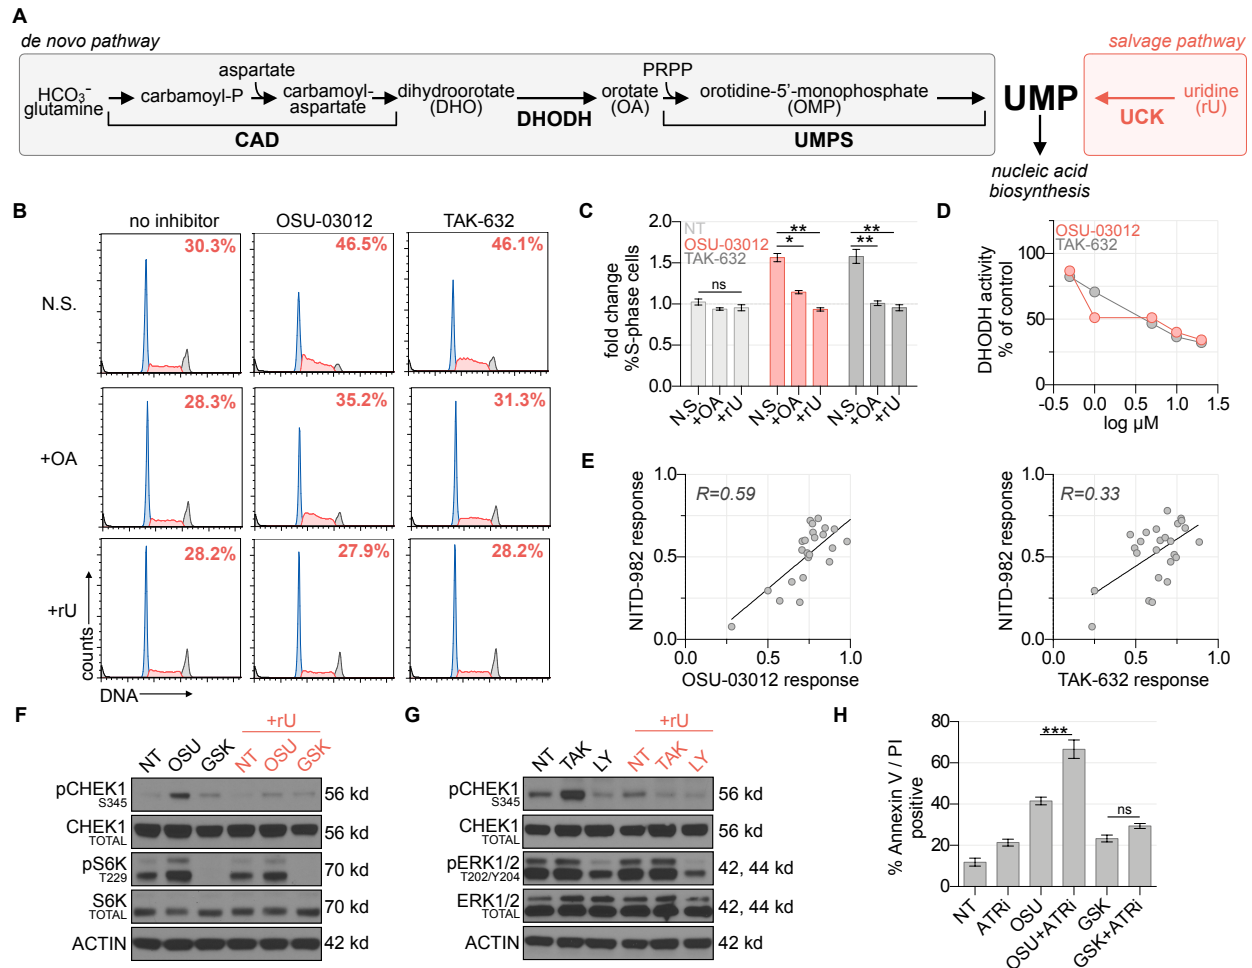 A
de novo pathway
salvage pathway
HCO3−
glutamine
carbamoyl-P
aspartate
carbamoyl-
aspartate
dihydroorotate
(DHO)
orotate
(OA)
PRPP
orotidine-5’-monophosphate
(OMP)
UMP
uridine
(rU)
CAD
DHODH
UMPS
UCK
nucleic acid
biosynthesis
B
no inhibitor
OSU-03012
TAK-632
N.S.
30.3%
46.5%
46.1%
+OA
28.3%
35.2%
31.3%
+rU
28.2%
27.9%
28.2%
counts
DNA
C
NT
OSU-03012
TAK-632
fold change
%S-phase cells
2.0
1.5
1.0
0.5
0.0
ns
**
*
**
**
N.S.
+OA
+rU
N.S.
+OA
+rU
N.S.
+OA
+rU
D
OSU-03012
TAK-632
DHODH activity
% of control
100
50
0
-0.5
0.0
0.5
1.0
1.5
log μM
E
R=0.59
NITD-982 response
1.0
0.5
0.0
0.0
0.5
1.0
OSU-03012 response
R=0.33
NITD-982 response
1.0
0.5
0.0
0.0
0.5
1.0
TAK-632 response
F
+rU
NT
OSU
GSK
NT
OSU
GSK
pCHEK1
S345
56 kd
CHEK1
TOTAL
56 kd
pS6K
T229
70 kd
S6K
TOTAL
70 kd
ACTIN
42 kd
G
+rU
NT
TAK
LY
NT
TAK
LY
pCHEK1
S345
56 kd
CHEK1
TOTAL
56 kd
pERK1/2
T202/Y204
42, 44 kd
ERK1/2
TOTAL
42, 44 kd
ACTIN
42 kd
H
% Annexin V / PI
positive
80
60
40
20
0
***
ns
NT
ATRi
OSU
OSU+ATRi
GSK
GSK+ATRi